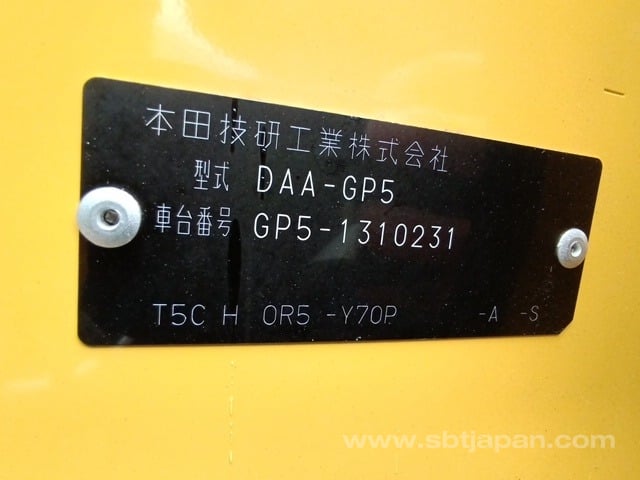 本田技研工業株式会社
型式 DAA-GP5
車台番号 GP5-1310231
T5C H 0R5 -Y70P -A -S
www.sbtjapan.com